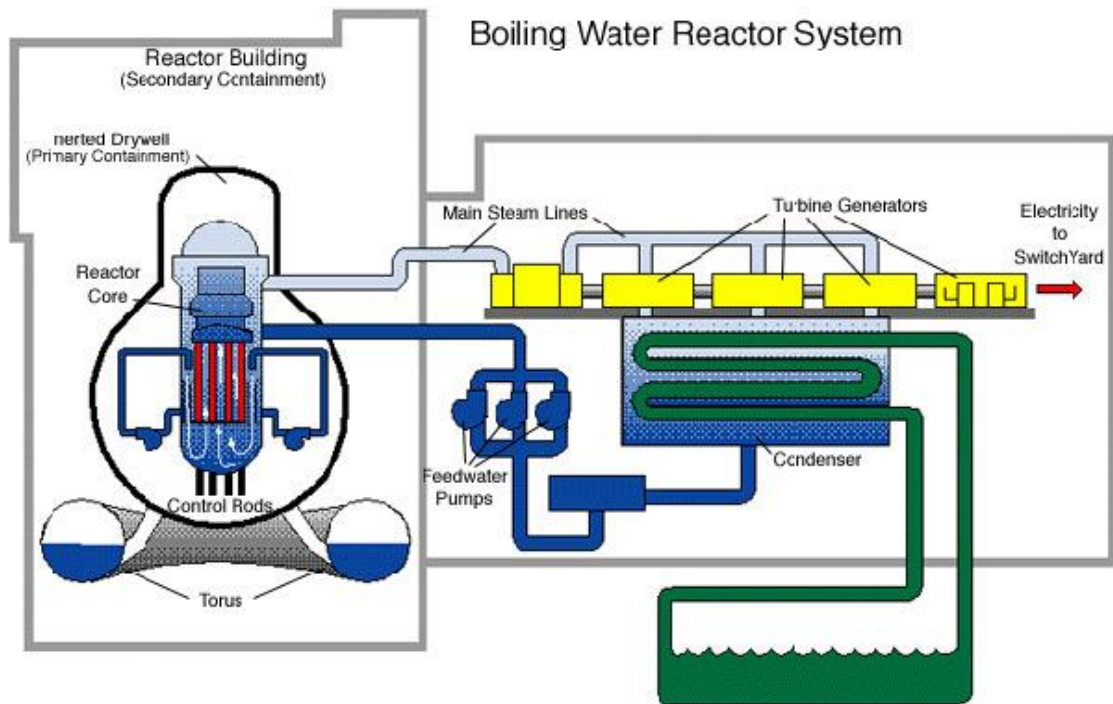 Boiling Water Reactor System
Reactor Building
(Secondary Containment)
nerted Drywell
(Primary Containment)
Main Steam Lines
Turbine Generators
Electricity
to
SwitchYard
Reactor
Core
Feedwater
Pumps
Condenser
Control Rods
Torus